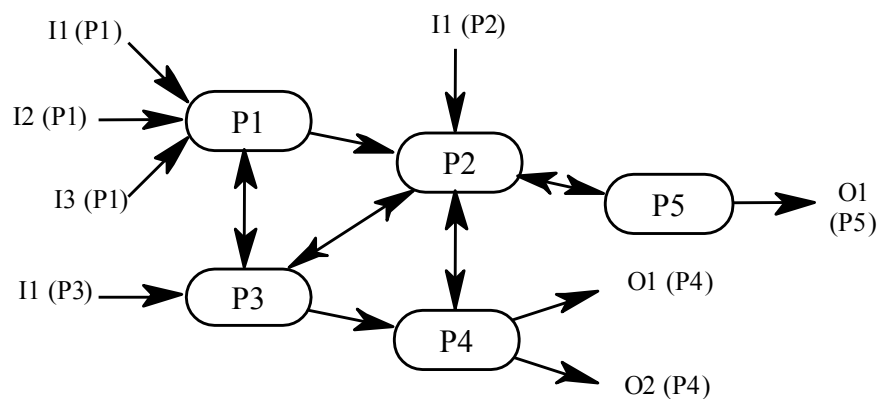 I1 (P1)
I1 (P2)
I2 (P1)
P1
P2
I3 (P1)
P5
O1
(P5)
I1 (P3)
P3
O1 (P4)
P4
O2 (P4)